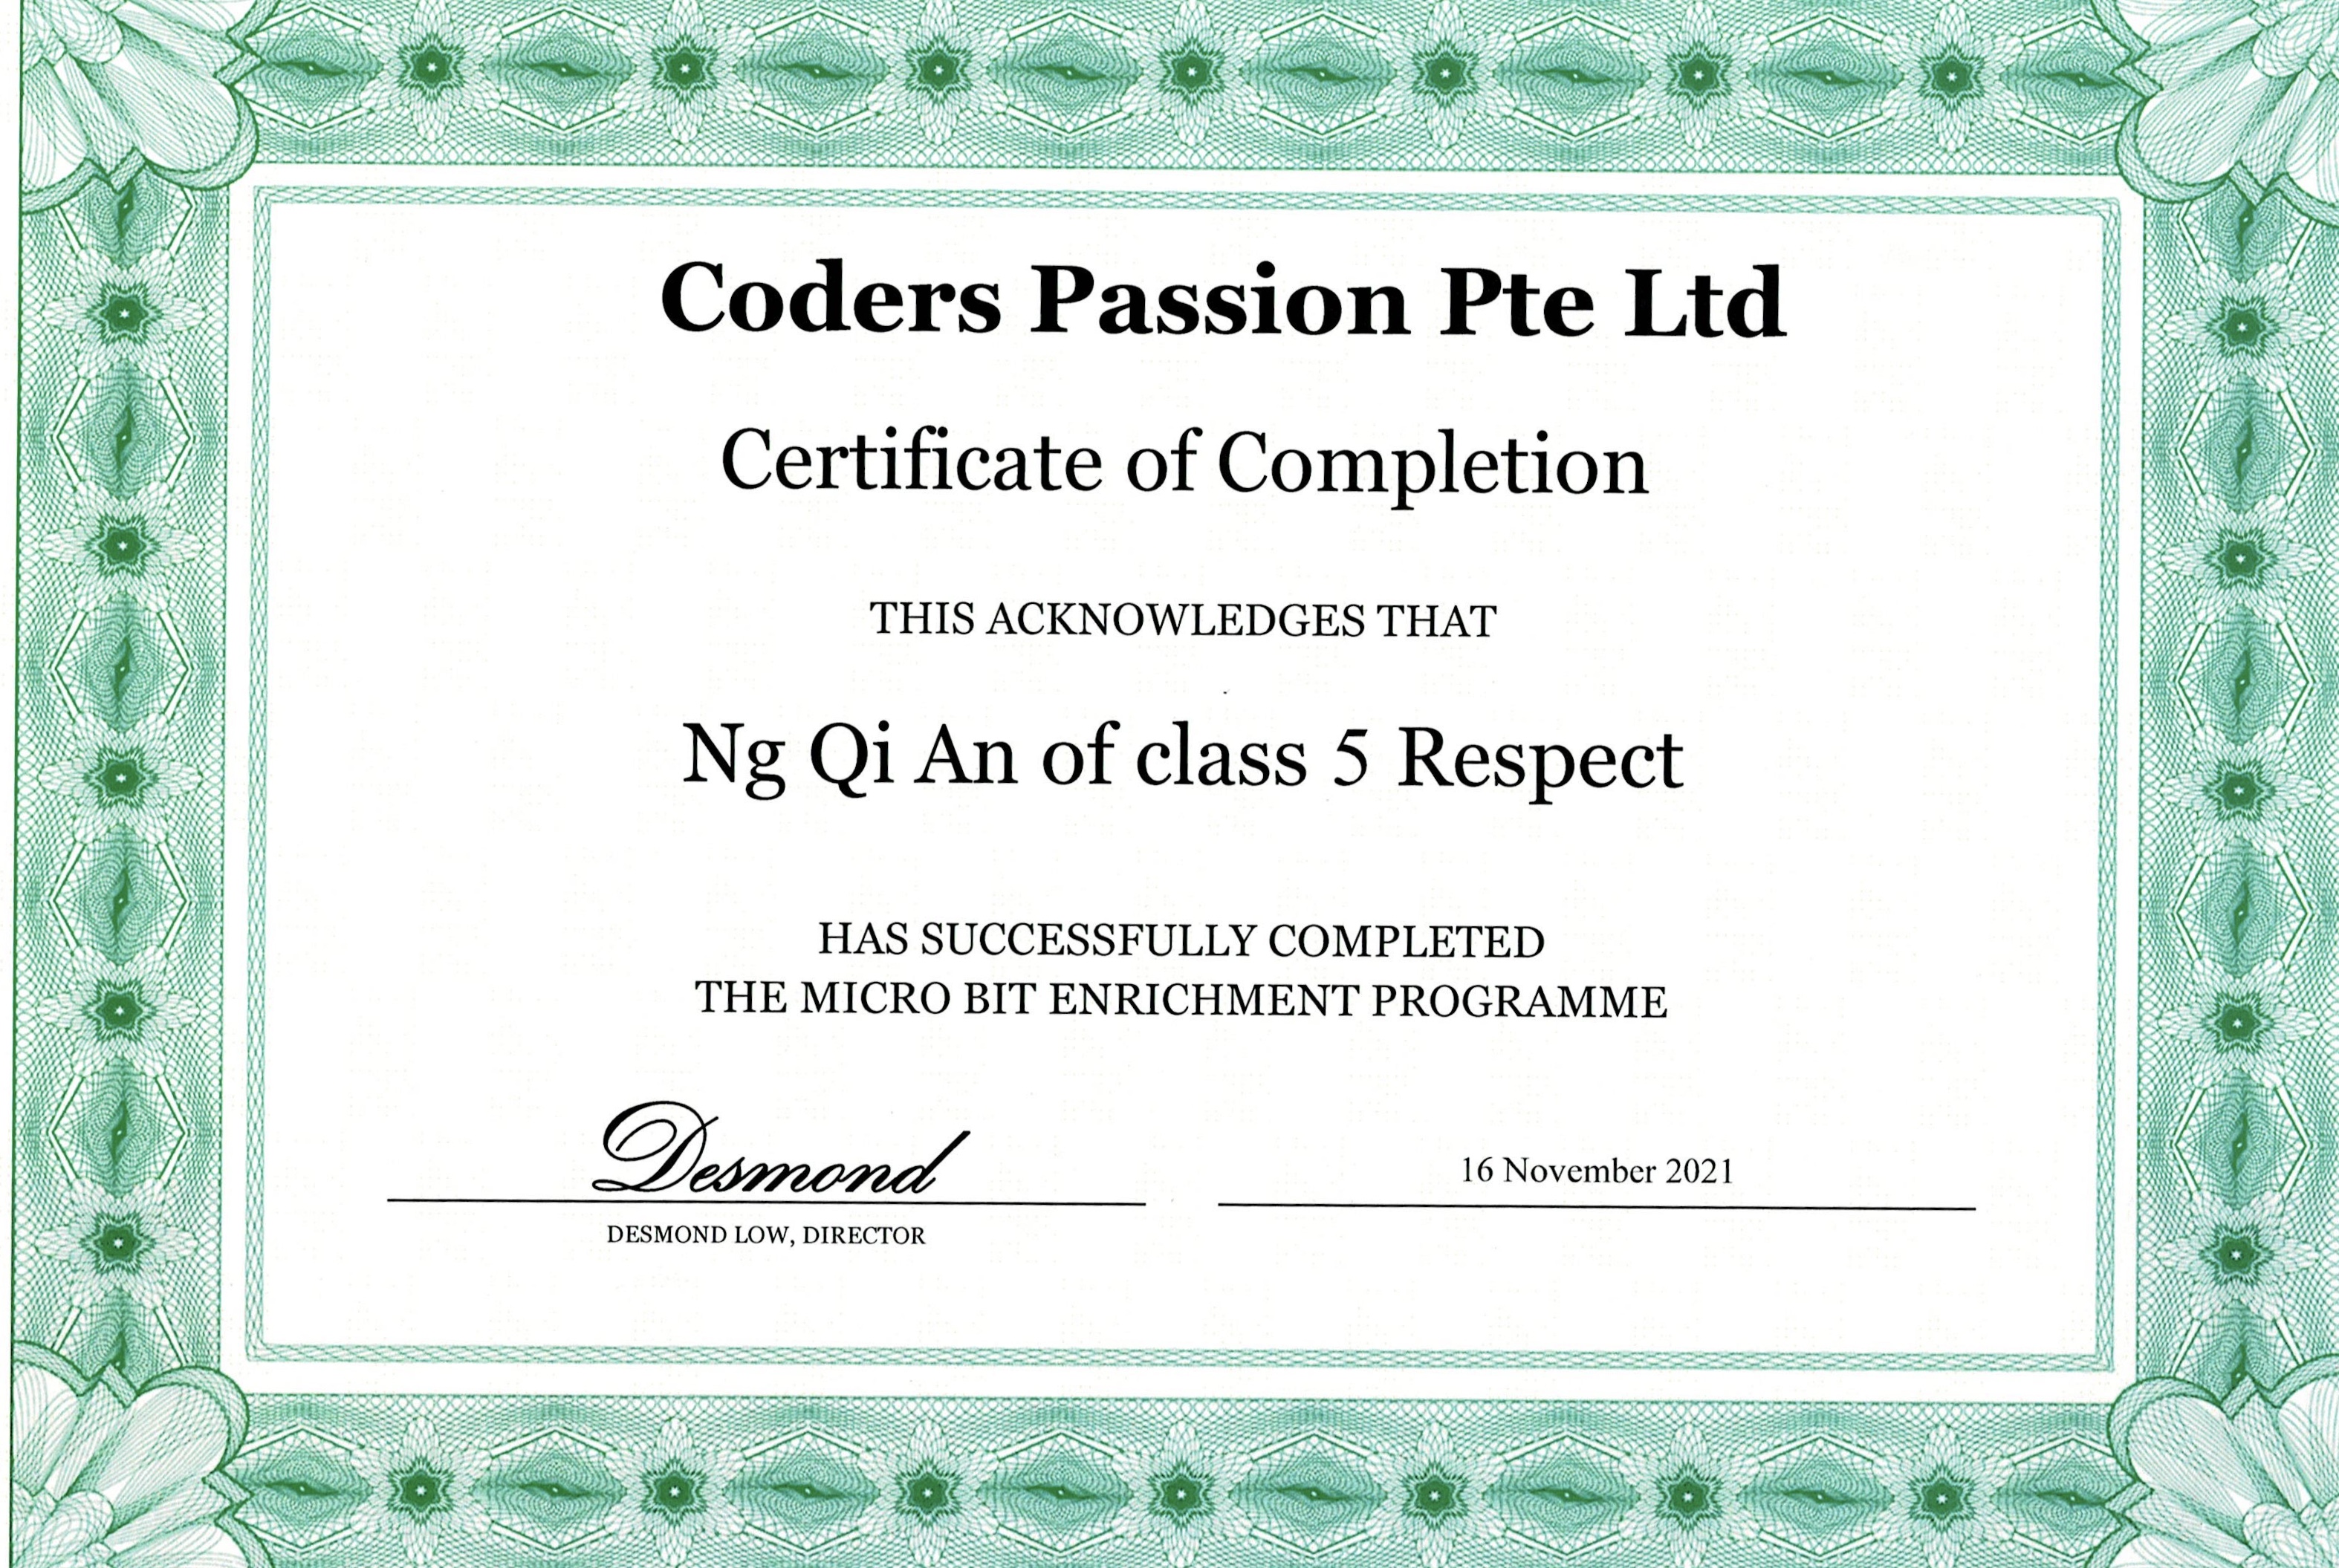 Coders Passion Pte Ltd
Certificate of Completion
THIS ACKNOWLEDGES THAT
Ng Qi An of class 5 Respect
HAS SUCCESSFULLY COMPLETED
THE MICRO BIT ENRICHMENT PROGRAMME
Desmond
16 November 2021
DESMOND LOW, DIRECTOR